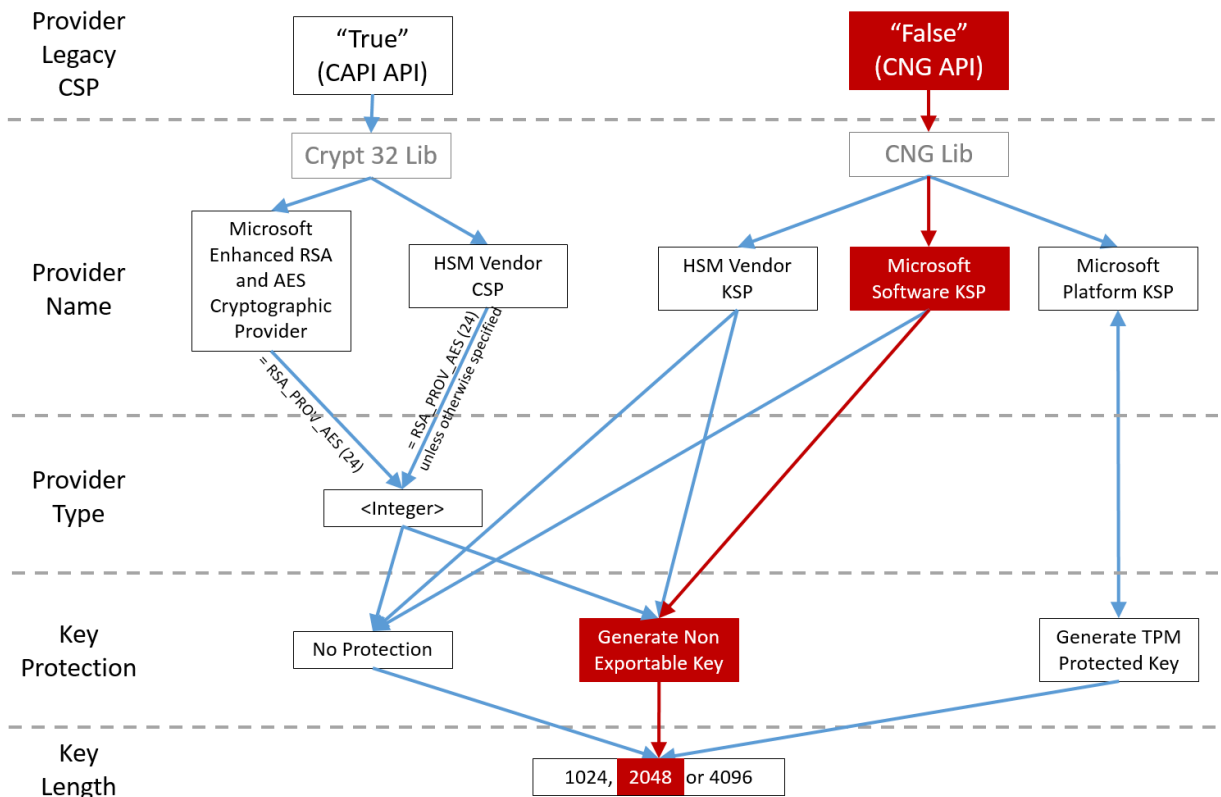 Provider
Legacy
CSP
“True”
(CAPI API)
“False”
(CNG API)
Crypt 32 Lib
CNG Lib
Provider
Name
Microsoft
Enhanced RSA
and AES
Cryptographic
Provider
HSM Vendor
CSP
HSM Vendor
KSP
Microsoft
Software KSP
Microsoft
Platform KSP
= RSA_PROV_AES (24)
= RSA_PROV_AES (24)
unless otherwise specified
Provider
Type
<Integer>
Key
Protection
No Protection
Generate Non
Exportable Key
Generate TPM
Protected Key
Key
Length
1024, 2048 or 4096